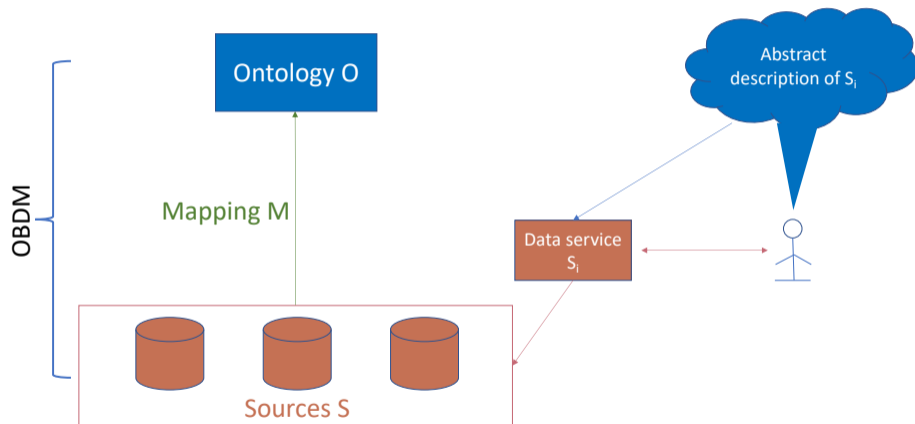 Ontology O
Abstract
description of Sᵢ
OBDM
Mapping M
Data service
Sᵢ
Sources S